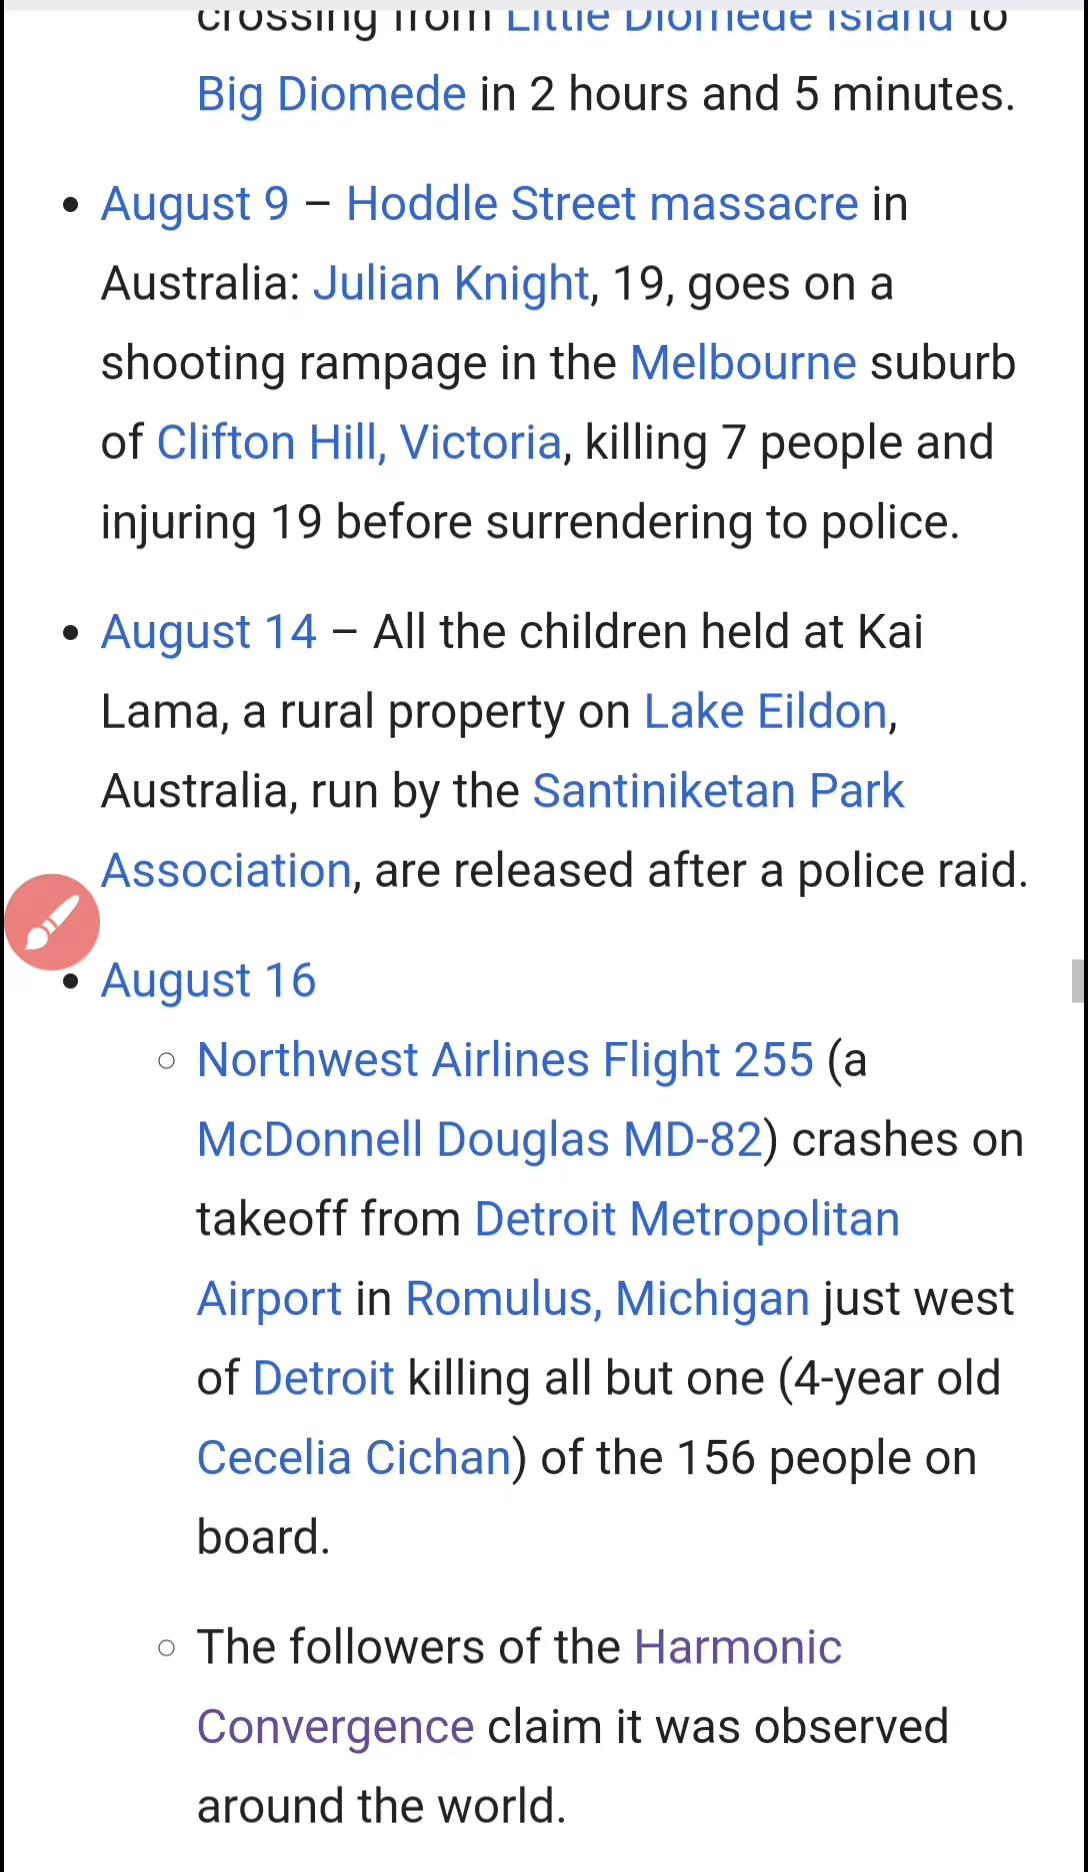 crossing from Little Diomede Island to
Big Diomede in 2 hours and 5 minutes.
• August 9 – Hoddle Street massacre in
Australia: Julian Knight, 19, goes on a
shooting rampage in the Melbourne suburb
of Clifton Hill, Victoria, killing 7 people and
injuring 19 before surrendering to police.
• August 14 – All the children held at Kai
Lama, a rural property on Lake Eildon,
Australia, run by the Santiniketan Park
Association, are released after a police raid.
• August 16
◦ Northwest Airlines Flight 255 (a
McDonnell Douglas MD-82) crashes on
takeoff from Detroit Metropolitan
Airport in Romulus, Michigan just west
of Detroit killing all but one (4-year old
Cecelia Cichan) of the 156 people on
board.
◦ The followers of the Harmonic
Convergence claim it was observed
around the world.